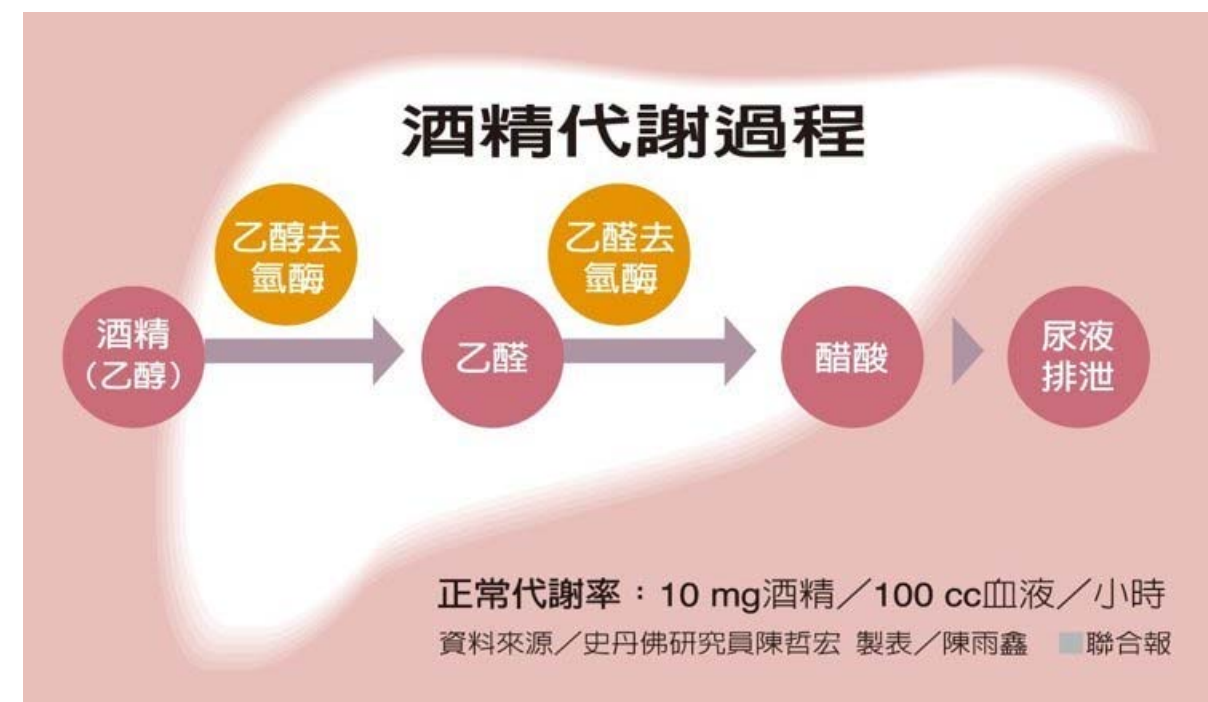 酒精代謝過程
乙醇去
氫酶
乙醛去
氫酶
酒精
（乙醇）
乙醛
醋酸
尿液
排泄
正常代謝率：10 mg酒精／100 cc血液／小時
資料來源／史丹佛研究員陳哲宏 製表／陳雨鑫 聯合報